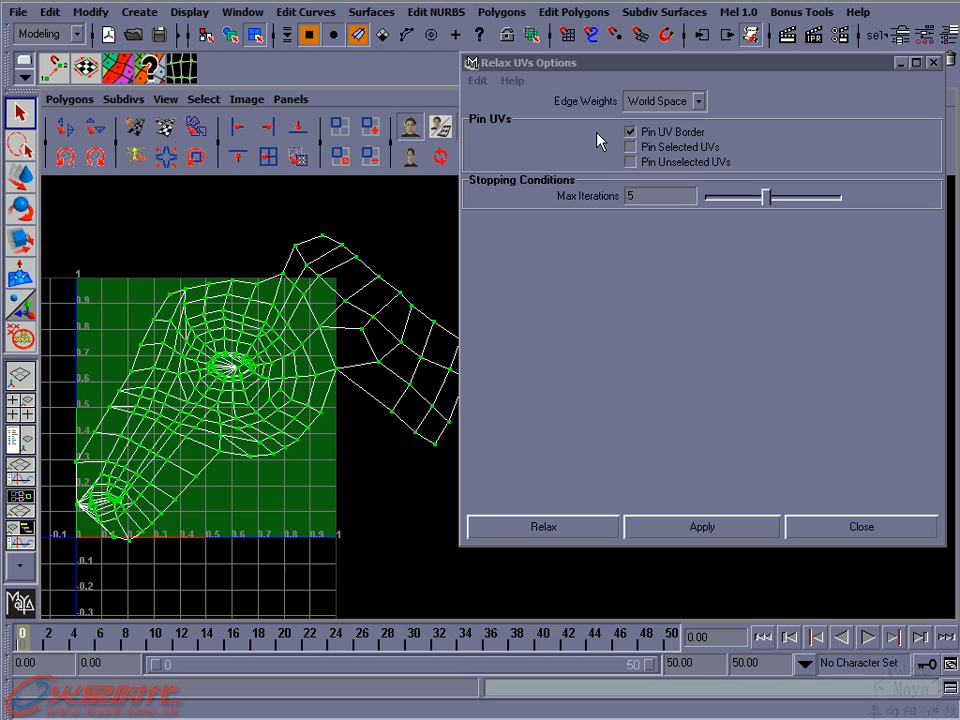 File Edit Modify Create Display Window Edit Curves Surfaces Edit NURBS Polygons Edit Polygons Subdiv Surfaces Mel 1.0 Bonus Tools Help
Modeling
sel
Relax UVs Options
Edit Help
Edge Weights World Space
Pin UVs
Pin UV Border
Pin Selected UVs
Pin Unselected UVs
Stopping Conditions
Max Iterations 5
Relax Apply Close
Polygons Subdivs View Select Image Panels
1
0.9
0.8
0.7
0.6
0.5
0.4
0.3
0.2
-0.1 0.1 0.2 0.3 0.4 0.5 0.6 0.7 0.8 0.9 1
-0.1
-0.2
-0.3
MAYA
0 2 4 6 8 10 12 14 16 18 20 22 24 26 28 30 32 34 36 38 40 42 44 46 48 50 0.00
0.00 0.00 0 50 50.00 50.00 No Character Set
火星时代
Maya